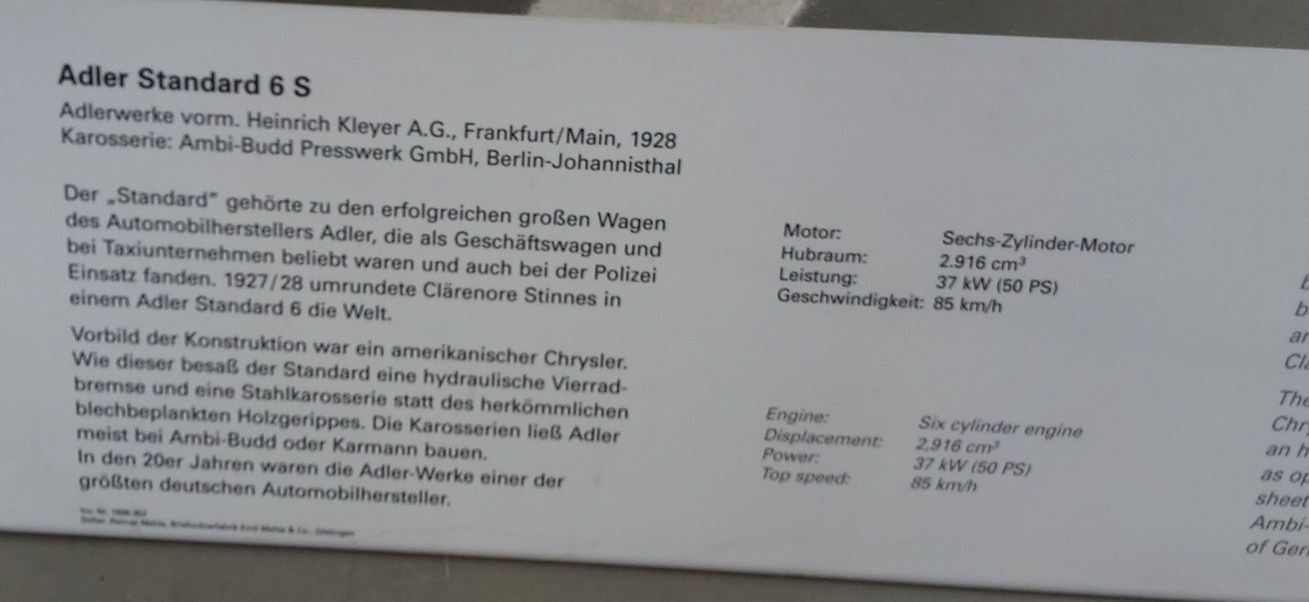 Adler Standard 6 S
Adlerwerke vorm. Heinrich Kleyer A.G., Frankfurt/Main, 1928
Karosserie: Ambi-Budd Presswerk GmbH, Berlin-Johannisthal
Der „Standard" gehörte zu den erfolgreichen großen Wagen
des Automobilherstellers Adler, die als Geschäftswagen und
bei Taxiunternehmen beliebt waren und auch bei der Polizei
Einsatz fanden. 1927/28 umrundete Clärenore Stinnes in
einem Adler Standard 6 die Welt.
Vorbild der Konstruktion war ein amerikanischer Chrysler.
Wie dieser besaß der Standard eine hydraulische Vierrad-
bremse und eine Stahlkarosserie statt des herkömmlichen
blechbeplankten Holzgerippes. Die Karosserien ließ Adler
meist bei Ambi-Budd oder Karmann bauen.
In den 20er Jahren waren die Adler-Werke einer der
größten deutschen Automobilhersteller.
Motor: Sechs-Zylinder-Motor
Hubraum: 2.916 cm³
Leistung: 37 kW (50 PS)
Geschwindigkeit: 85 km/h
Engine: Six cylinder engine
Displacement: 2,916 cm³
Power: 37 kW (50 PS)
Top speed: 85 km/h
b
ar
Cla
The
Chry
an h
as op
sheet
Ambi-
of Ger